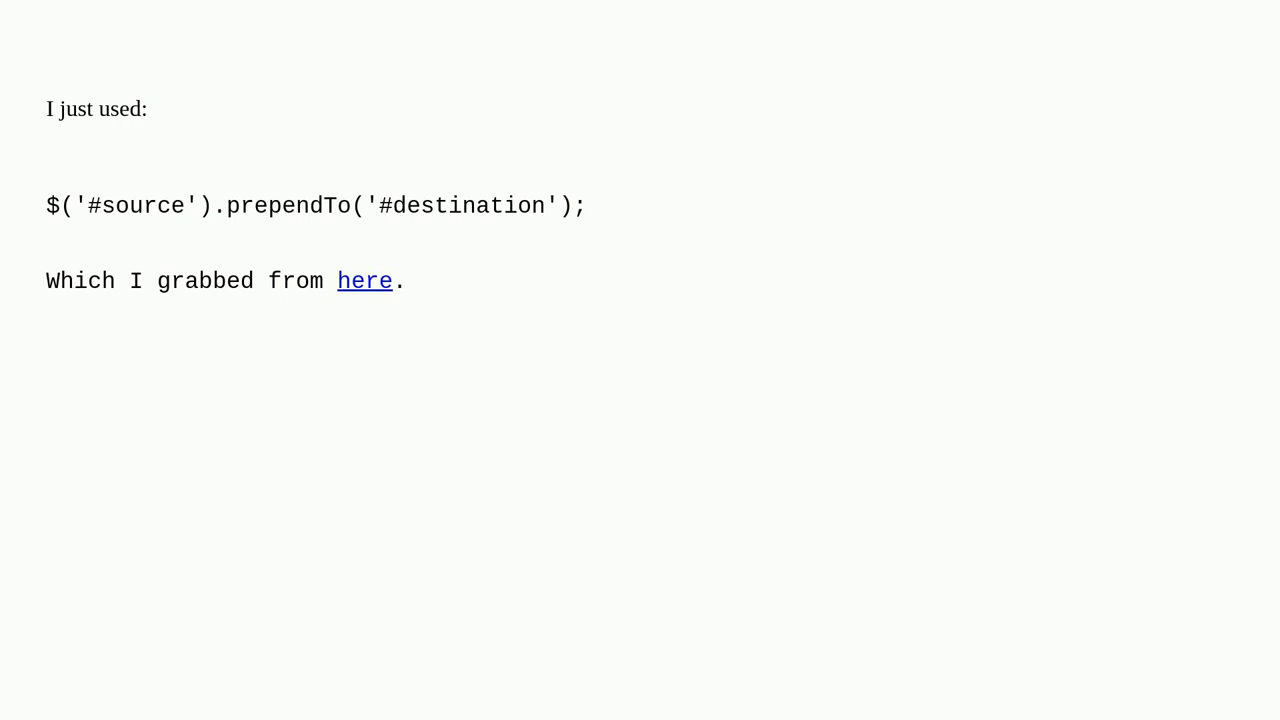 I just used:
$('#source').prependTo('#destination');
Which I grabbed from here.